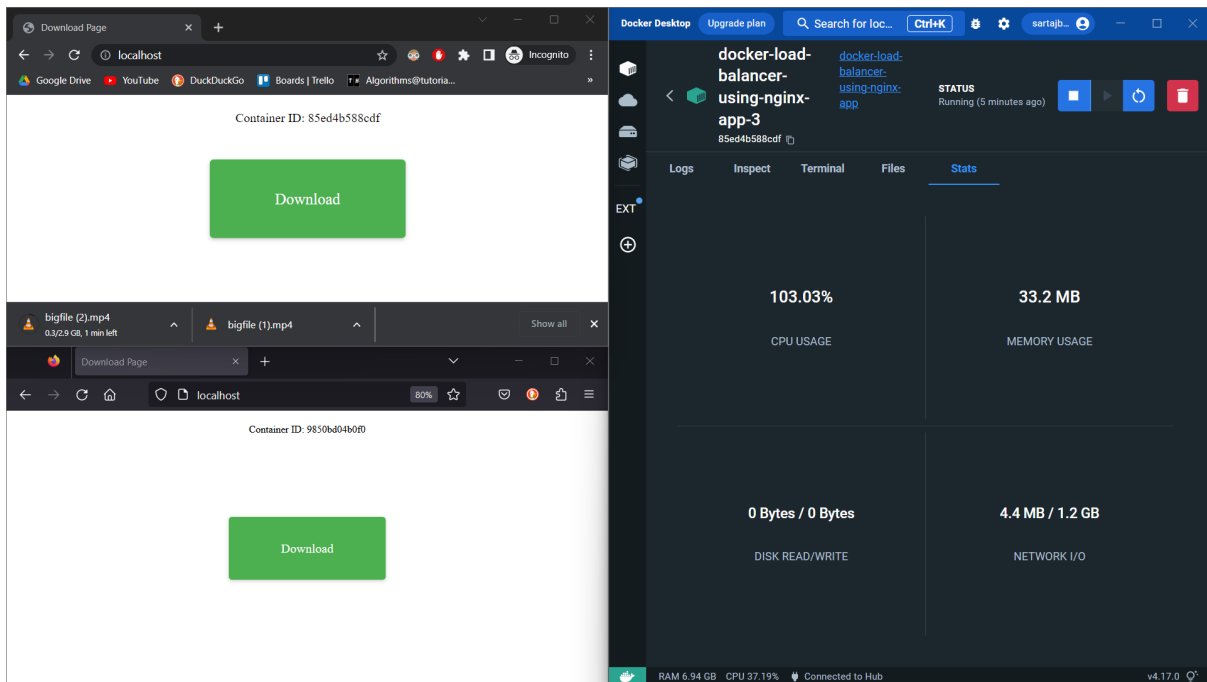 Download Page
localhost
Incognito
Google Drive
YouTube
DuckDuckGo
Boards | Trello
Algorithms@tutoria...
»
Container ID: 85ed4b588cdf
Download
bigfile (2).mp4
0.3/2.9 GB, 1 min left
bigfile (1).mp4
Show all
Download Page
localhost
80%
Container ID: 9850bd04b0f0
Download
Docker Desktop
Upgrade plan
Search for loc...
Ctrl+K
sartajb...
docker-load-
balancer-
using-nginx-
app-3
85ed4b588cdf
docker-load-
balancer-
using-nginx-
app
STATUS
Running (5 minutes ago)
EXT
Logs
Inspect
Terminal
Files
Stats
103.03%
CPU USAGE
33.2 MB
MEMORY USAGE
0 Bytes / 0 Bytes
DISK READ/WRITE
4.4 MB / 1.2 GB
NETWORK I/O
RAM 6.94 GB CPU 37.19% Connected to Hub
v4.17.0